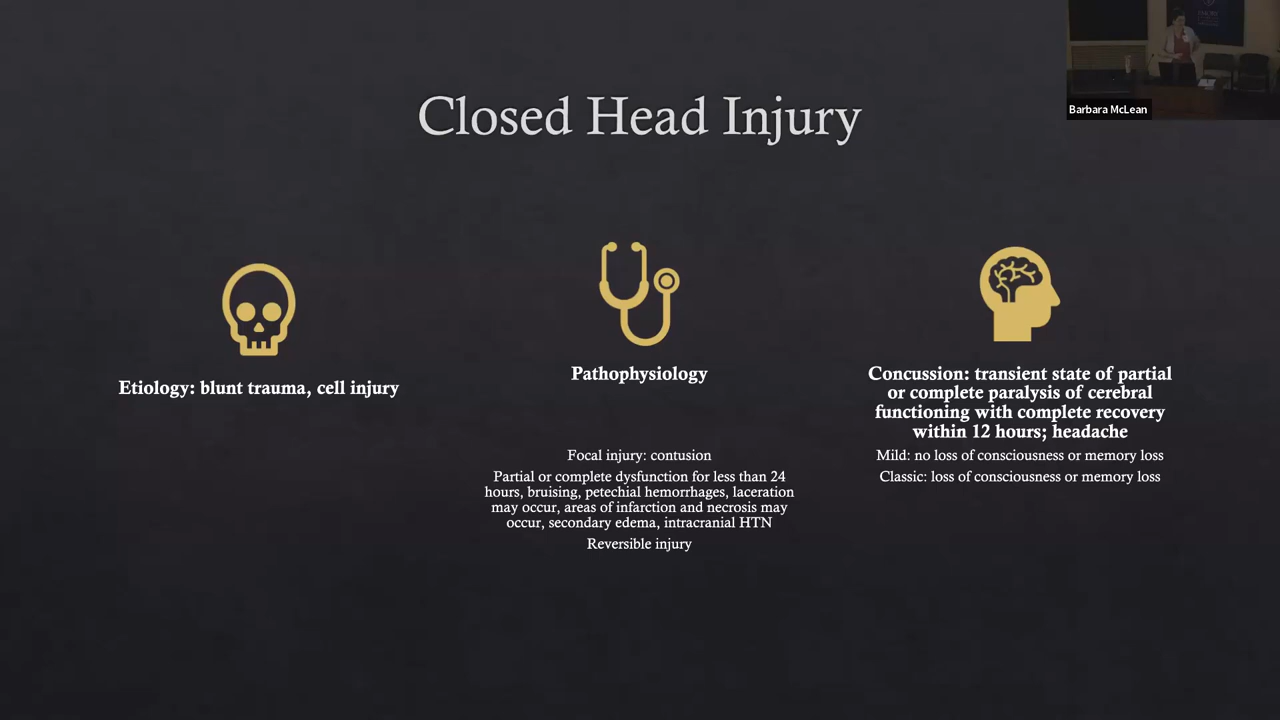 Barbara McLean
Closed Head Injury
Etiology: blunt trauma, cell injury
Pathophysiology
Focal injury: contusion
Partial or complete dysfunction for less than 24
hours, bruising, petechial hemorrhages, laceration
may occur, areas of infarction and necrosis may
occur, secondary edema, intracranial HTN
Reversible injury
Concussion: transient state of partial
or complete paralysis of cerebral
functioning with complete recovery
within 12 hours; headache
Mild: no loss of consciousness or memory loss
Classic: loss of consciousness or memory loss